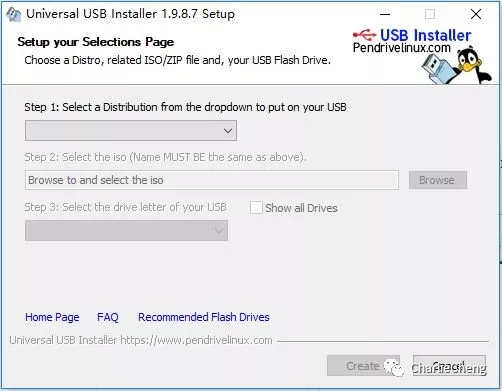 Universal USB Installer 1.9.8.7 Setup
Setup your Selections Page
Choose a Distro, related ISO/ZIP file and, your USB Flash Drive.
USB Installer
Pendrivelinux.com
Step 1: Select a Distribution from the dropdown to put on your USB
Step 2: Select the iso (Name MUST BE the same as above).
Browse to and select the iso
Browse
Step 3: Select the drive letter of your USB
Show all Drives
Home Page FAQ Recommended Flash Drives
Universal USB Installer https://www.pendrivelinux.com
Create
Cancel
Charliecheng